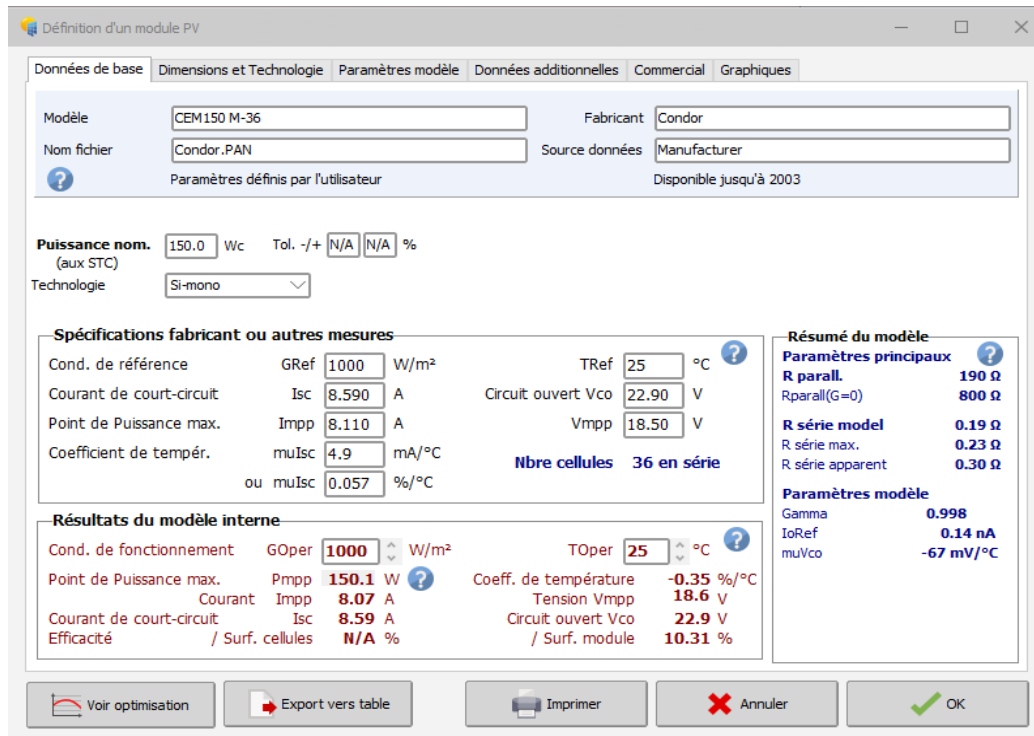 Définition d'un module PV
Données de base Dimensions et Technologie Paramètres modèle Données additionnelles Commercial Graphiques
Modèle CEM150 M-36 Fabricant Condor
Nom fichier Condor.PAN Source données Manufacturer
? Paramètres définis par l'utilisateur Disponible jusqu'à 2003
Puissance nom. 150.0 Wc Tol. -/+ N/A N/A %
(aux STC)
Technologie Si-mono
Spécifications fabricant ou autres mesures
Cond. de référence GRef 1000 W/m² TRef 25 °C ?
Courant de court-circuit Isc 8.590 A Circuit ouvert Vco 22.90 V
Point de Puissance max. Impp 8.110 A Vmpp 18.50 V
Coefficient de tempér. muIsc 4.9 mA/°C Nbre cellules 36 en série
ou muIsc 0.057 %/°C
Résultats du modèle interne
Cond. de fonctionnement GOper 1000 W/m² TOper 25 °C ?
Point de Puissance max. Pmpp 150.1 W ? Coeff. de température -0.35 %/°C
Courant Impp 8.07 A Tension Vmpp 18.6 V
Courant de court-circuit Isc 8.59 A Circuit ouvert Vco 22.9 V
Efficacité / Surf. cellules N/A % / Surf. module 10.31 %
Résumé du modèle
Paramètres principaux ?
R parall. 190 Ω
Rparall(G=0) 800 Ω
R série model 0.19 Ω
R série max. 0.23 Ω
R série apparent 0.30 Ω
Paramètres modèle
Gamma 0.998
IoRef 0.14 nA
muVco -67 mV/°C
Voir optimisation Export vers table Imprimer Annuler OK